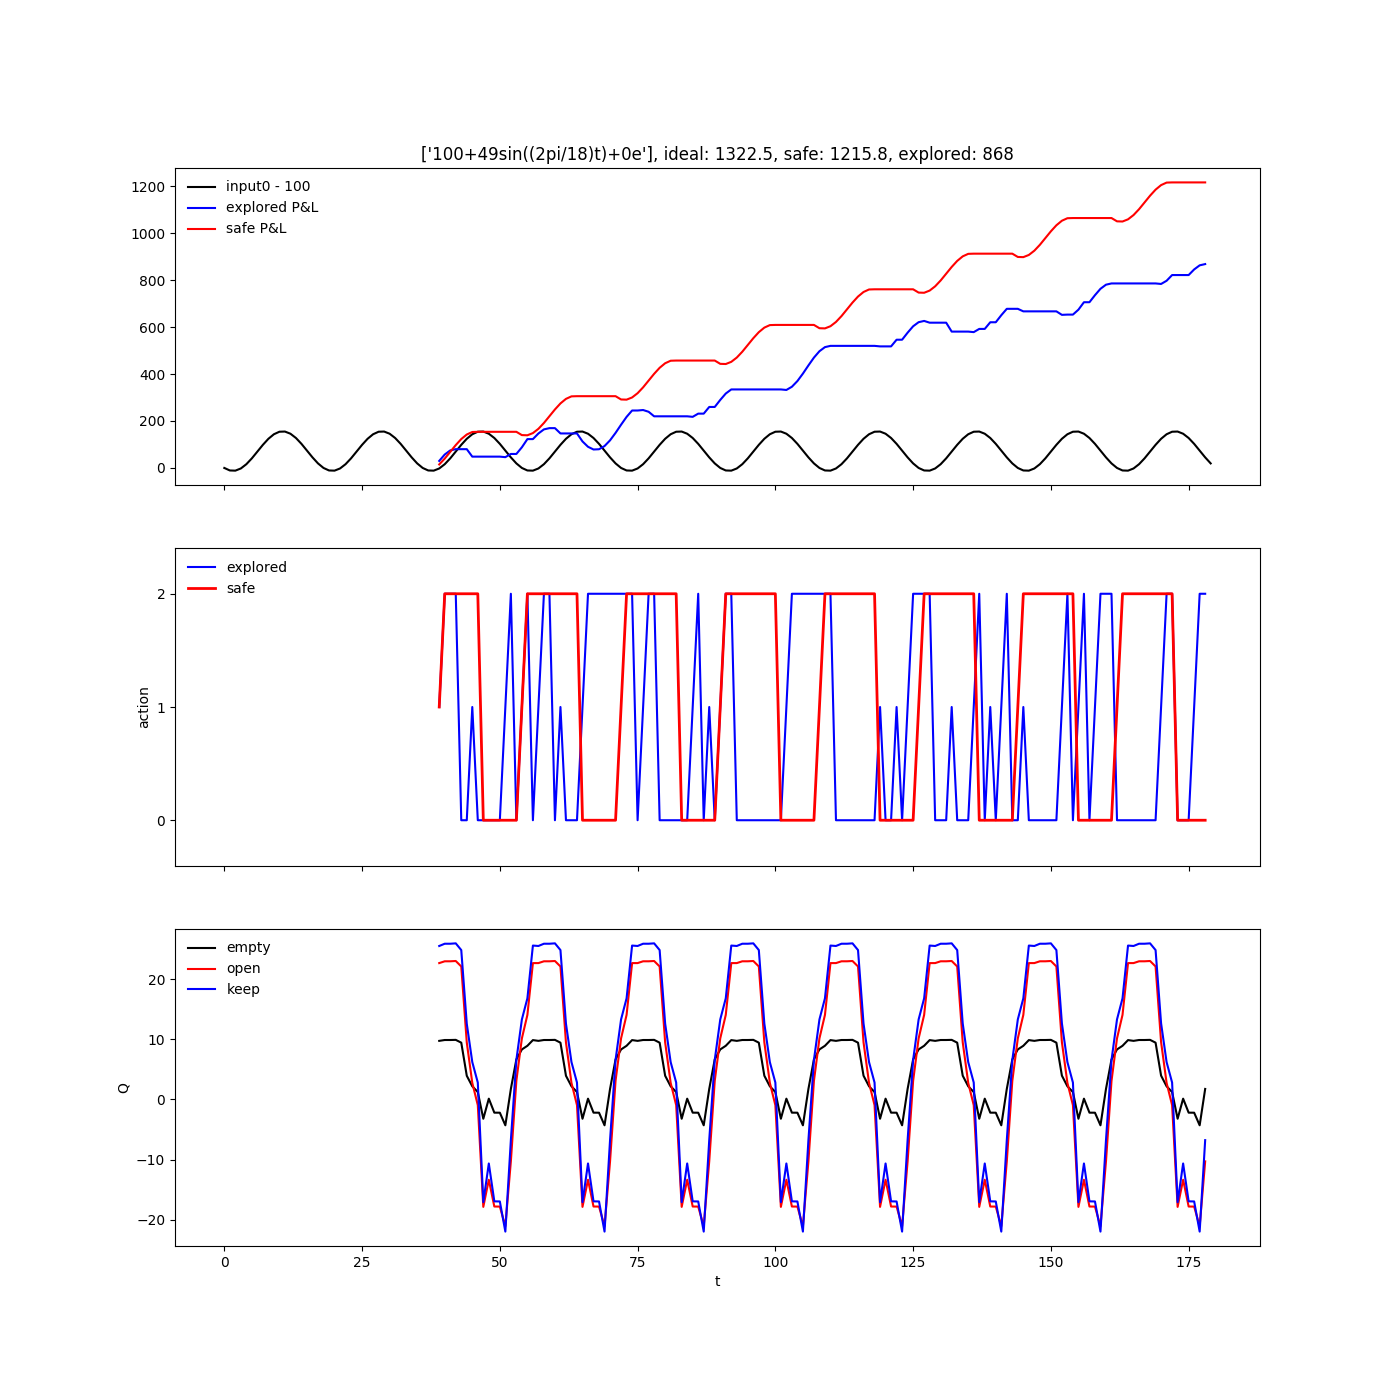 ['100+49sin((2pi/18)t)+0e'], ideal: 1322.5, safe: 1215.8, explored: 868
input0 - 100
explored P&L
safe P&L
1200
1000
800
600
400
200
0
explored
safe
2
1
0
action
empty
open
keep
20
10
0
−10
−20
Q
0 25 50 75 100 125 150 175
t